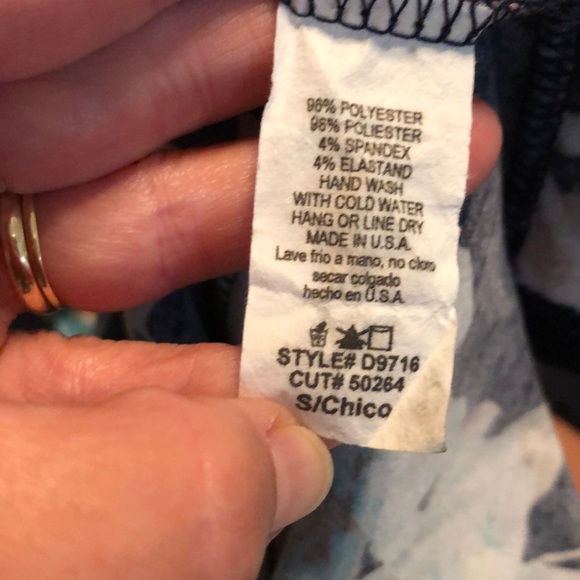 96% POLYESTER
96% POLIESTER
4% SPANDEX
4% ELASTAND
HAND WASH
WITH COLD WATER
HANG OR LINE DRY
MADE IN U.S.A.
Lave frio a mano, no cloro
secar colgado
hecho en U.S.A.
STYLE# D9716
CUT# 50264
S/Chico